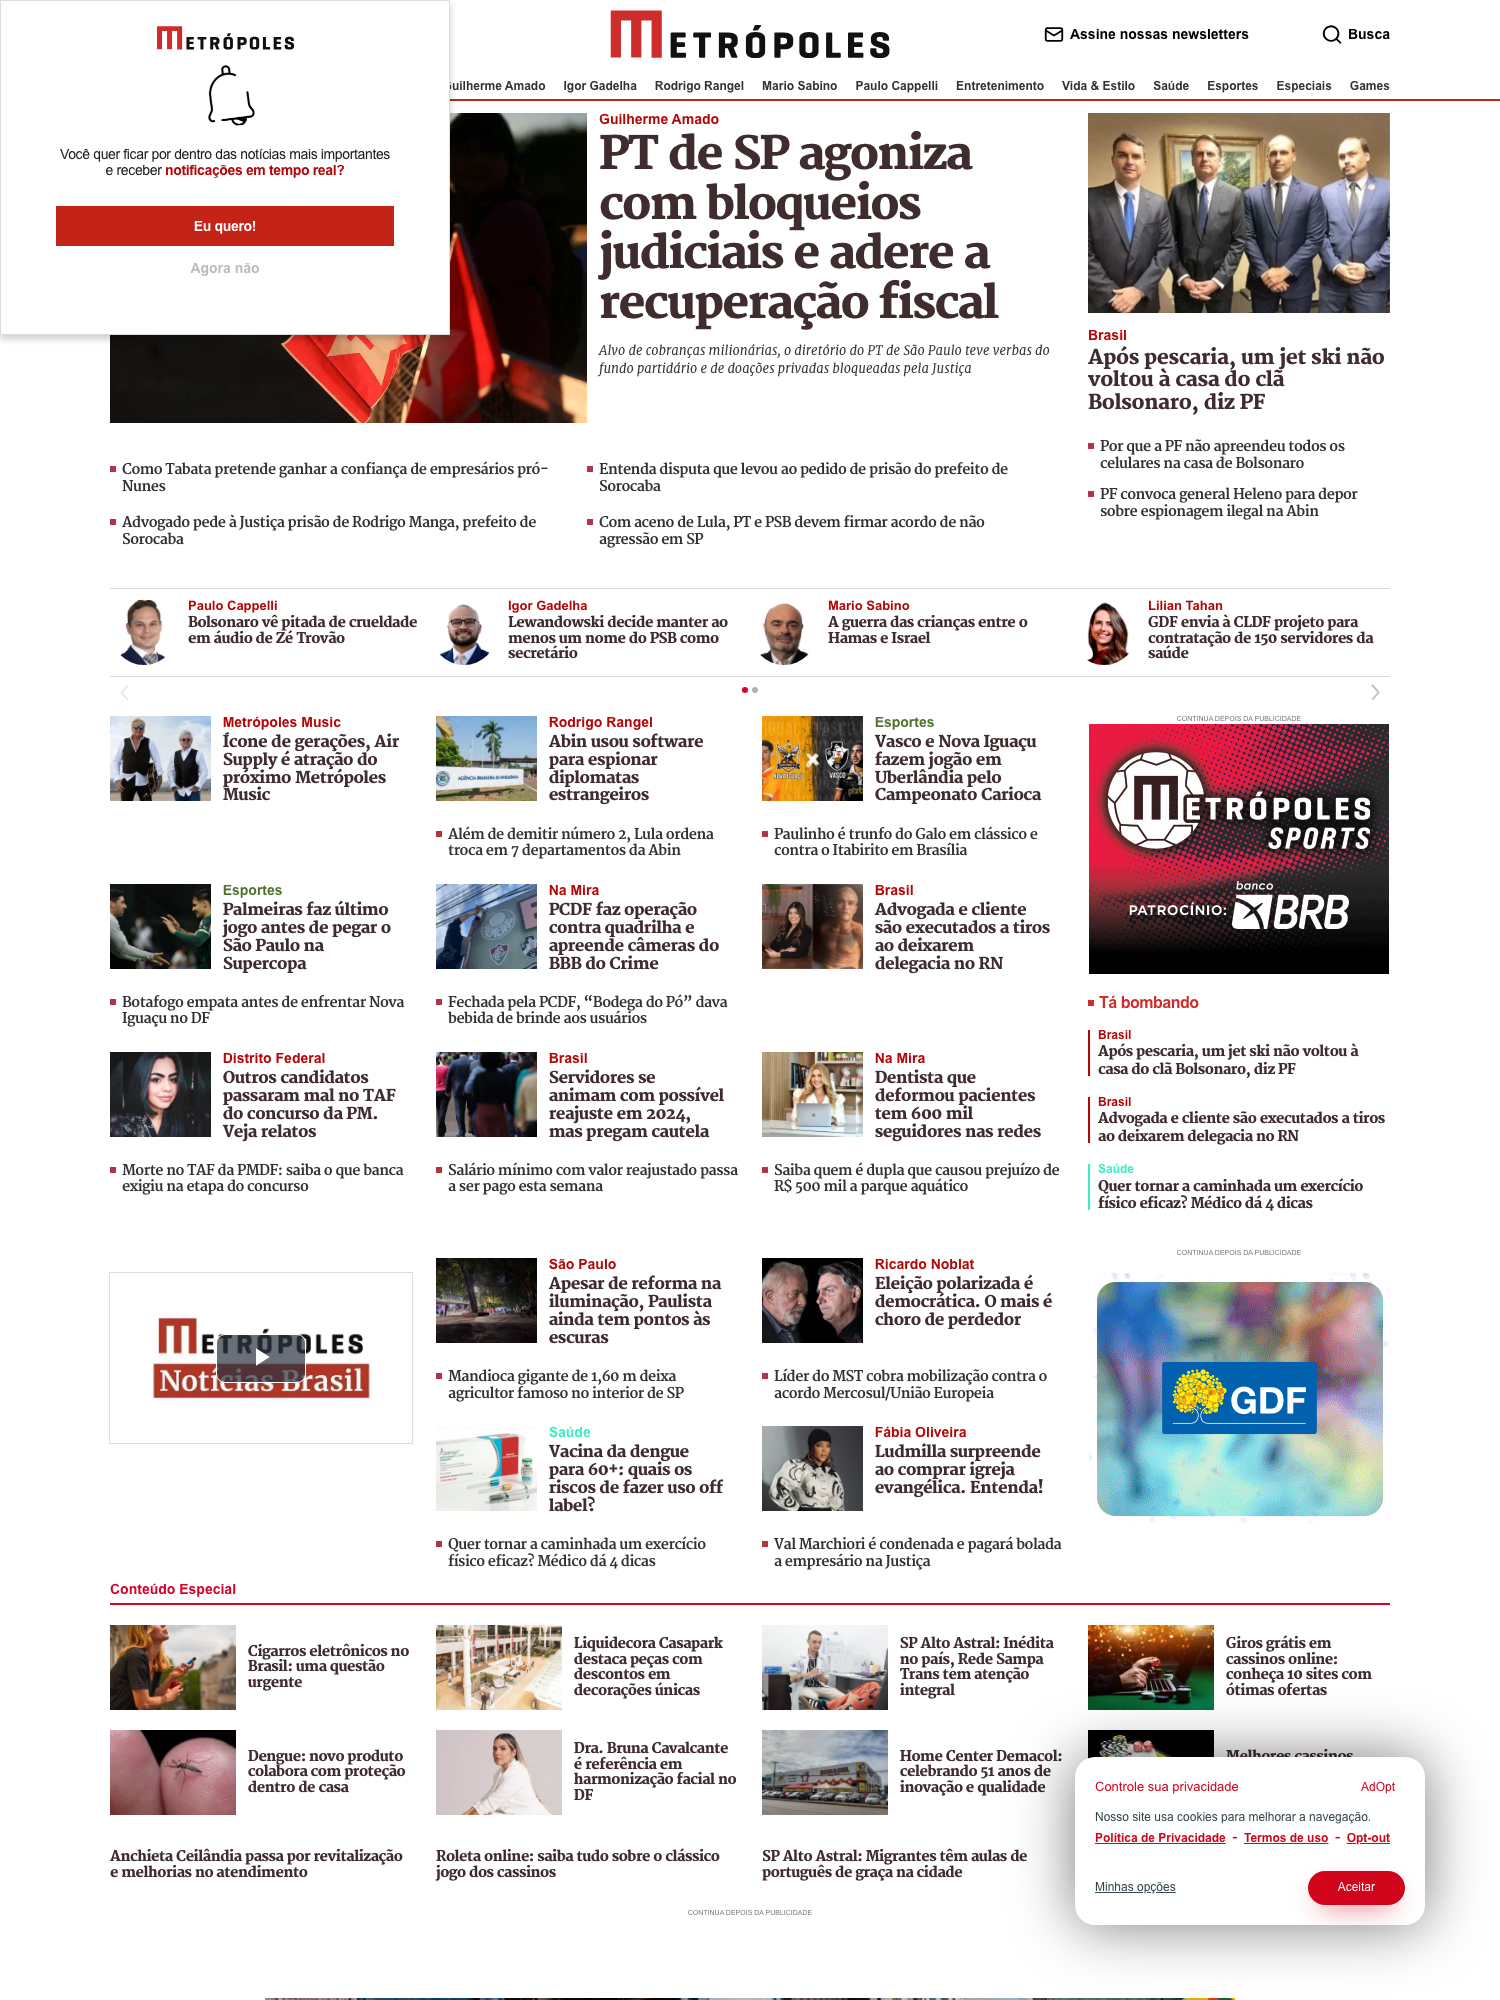 METRÓPOLES
Você quer ficar por dentro das notícias mais importantes
e receber notificações em tempo real?
Eu quero!
Agora não
METRÓPOLES
Assine nossas newsletters
Busca
Guilherme Amado
Igor Gadelha
Rodrigo Rangel
Mario Sabino
Paulo Cappelli
Entretenimento
Vida & Estilo
Saúde
Esportes
Especiais
Games
Guilherme Amado
PT de SP agoniza
com bloqueios
judiciais e adere a
recuperação fiscal
Alvo de cobranças milionárias, o diretório do PT de São Paulo teve verbas do
fundo partidário e de doações privadas bloqueadas pela Justiça
Como Tabata pretende ganhar a confiança de empresários pró-
Nunes
Entenda disputa que levou ao pedido de prisão do prefeito de
Sorocaba
Advogado pede à Justiça prisão de Rodrigo Manga, prefeito de
Sorocaba
Com aceno de Lula, PT e PSB devem firmar acordo de não
agressão em SP
Brasil
Após pescaria, um jet ski não
voltou à casa do clã
Bolsonaro, diz PF
Por que a PF não apreendeu todos os
celulares na casa de Bolsonaro
PF convoca general Heleno para depor
sobre espionagem ilegal na Abin
Paulo Cappelli
Bolsonaro vê pitada de crueldade
em áudio de Zé Trovão
Igor Gadelha
Lewandowski decide manter ao
menos um nome do PSB como
secretário
Mario Sabino
A guerra das crianças entre o
Hamas e Israel
Lilian Tahan
GDF envia à CLDF projeto para
contratação de 150 servidores da
saúde
Metrópoles Music
Ícone de gerações, Air
Supply é atração do
próximo Metrópoles
Music
Rodrigo Rangel
Abin usou software
para espionar
diplomatas
estrangeiros
Além de demitir número 2, Lula ordena
troca em 7 departamentos da Abin
Esportes
Vasco e Nova Iguaçu
fazem jogão em
Uberlândia pelo
Campeonato Carioca
Paulinho é trunfo do Galo em clássico e
contra o Itabirito em Brasília
CONTINUA DEPOIS DA PUBLICIDADE
METRÓPOLES
SPORTS
PATROCÍNIO:
banco
BRB
Esportes
Palmeiras faz último
jogo antes de pegar o
São Paulo na
Supercopa
Botafogo empata antes de enfrentar Nova
Iguaçu no DF
Na Mira
PCDF faz operação
contra quadrilha e
apreende câmeras do
BBB do Crime
Fechada pela PCDF, “Bodega do Pó” dava
bebida de brinde aos usuários
Brasil
Advogada e cliente
são executados a tiros
ao deixarem
delegacia no RN
Tá bombando
Brasil
Após pescaria, um jet ski não voltou à
casa do clã Bolsonaro, diz PF
Brasil
Advogada e cliente são executados a tiros
ao deixarem delegacia no RN
Saúde
Quer tornar a caminhada um exercício
físico eficaz? Médico dá 4 dicas
Distrito Federal
Outros candidatos
passaram mal no TAF
do concurso da PM.
Veja relatos
Morte no TAF da PMDF: saiba o que banca
exigiu na etapa do concurso
Brasil
Servidores se
animam com possível
reajuste em 2024,
mas pregam cautela
Salário mínimo com valor reajustado passa
a ser pago esta semana
Na Mira
Dentista que
deformou pacientes
tem 600 mil
seguidores nas redes
Saiba quem é dupla que causou prejuízo de
R$ 500 mil a parque aquático
CONTINUA DEPOIS DA PUBLICIDADE
GDF
METRÓPOLES
Notícias Brasil
São Paulo
Apesar de reforma na
iluminação, Paulista
ainda tem pontos às
escuras
Mandioca gigante de 1,60 m deixa
agricultor famoso no interior de SP
Ricardo Noblat
Eleição polarizada é
democrática. O mais é
choro de perdedor
Líder do MST cobra mobilização contra o
acordo Mercosul/União Europeia
Saúde
Vacina da dengue
para 60+: quais os
riscos de fazer uso off
label?
Quer tornar a caminhada um exercício
físico eficaz? Médico dá 4 dicas
Fábia Oliveira
Ludmilla surpreende
ao comprar igreja
evangélica. Entenda!
Val Marchiori é condenada e pagará bolada
a empresário na Justiça
Conteúdo Especial
Cigarros eletrônicos no
Brasil: uma questão
urgente
Liquidecora Casapark
destaca peças com
descontos em
decorações únicas
SP Alto Astral: Inédita
no país, Rede Sampa
Trans tem atenção
integral
Giros grátis em
cassinos online:
conheça 10 sites com
ótimas ofertas
Dengue: novo produto
colabora com proteção
dentro de casa
Dra. Bruna Cavalcante
é referência em
harmonização facial no
DF
Home Center Demacol:
celebrando 51 anos de
inovação e qualidade
Melhores cassinos
Anchieta Ceilândia passa por revitalização
e melhorias no atendimento
Roleta online: saiba tudo sobre o clássico
jogo dos cassinos
SP Alto Astral: Migrantes têm aulas de
português de graça na cidade
Controle sua privacidade
AdOpt
Nosso site usa cookies para melhorar a navegação.
Política de Privacidade - Termos de uso - Opt-out
Minhas opções
Aceitar
CONTINUA DEPOIS DA PUBLICIDADE